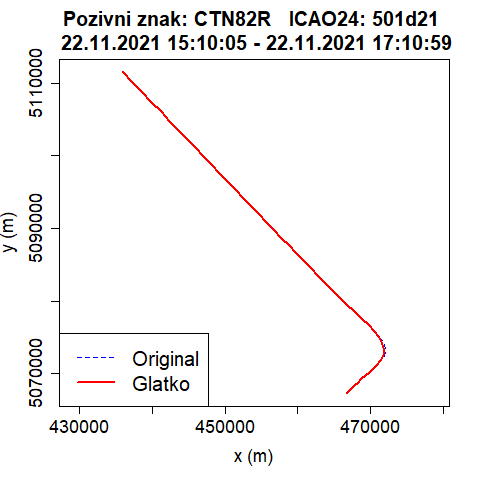 Pozivni znak: CTN82R   ICAO24: 501d21
22.11.2021 15:10:05 - 22.11.2021 17:10:59
5110000
5090000
5070000
y (m)
Original
Glatko
430000
450000
470000
x (m)